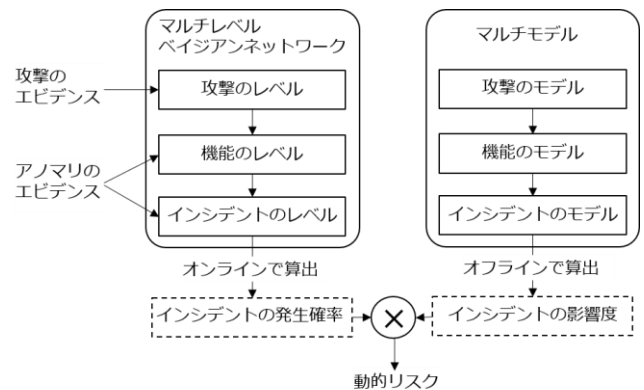 マルチレベル
ベイジアンネットワーク
攻撃の
エビデンス
攻撃のレベル
機能のレベル
アノマリの
エビデンス
インシデントのレベル
マルチモデル
攻撃のモデル
機能のモデル
インシデントのモデル
オンラインで算出
オフラインで算出
インシデントの発生確率
×
インシデントの影響度
動的リスク